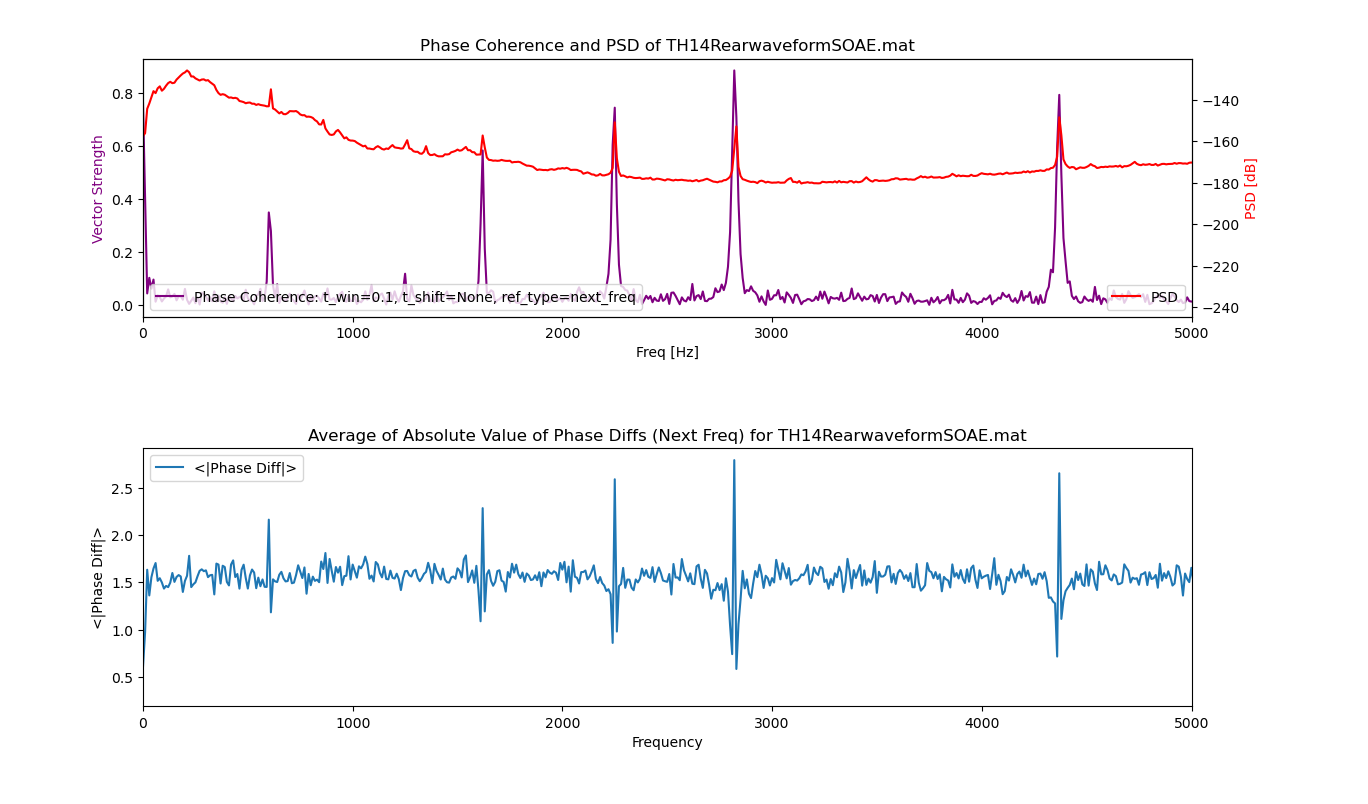 Phase Coherence and PSD of TH14RearwaveformSOAE.mat
0.8
0.6
0.4
0.2
0.0
Vector Strength
−140
−160
−180
−200
−220
−240
PSD [dB]
Phase Coherence: t_win=0.1, t_shift=None, ref_type=next_freq
PSD
0 1000 2000 3000 4000 5000
Freq [Hz]
Average of Absolute Value of Phase Diffs (Next Freq) for TH14RearwaveformSOAE.mat
<|Phase Diff|>
2.5
2.0
1.5
1.0
0.5
<|Phase Diff|>
0 1000 2000 3000 4000 5000
Frequency